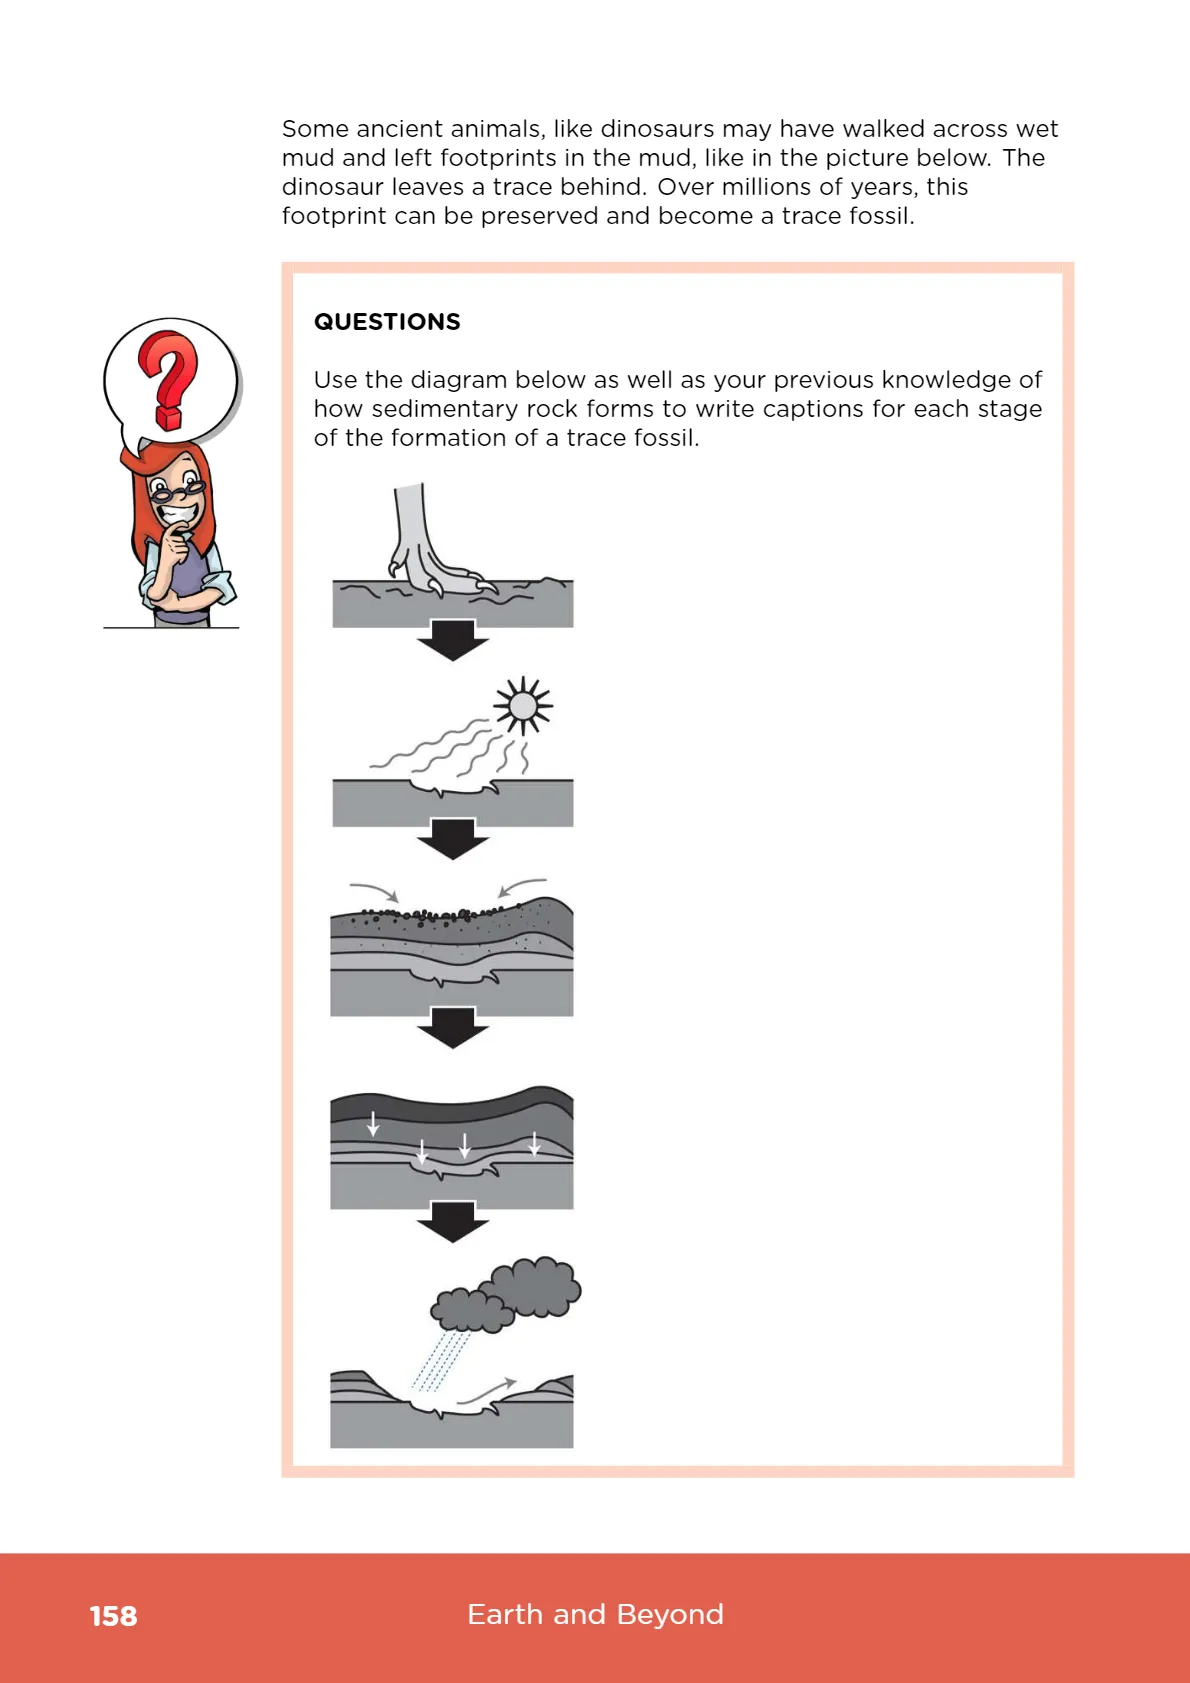 Some ancient animals, like dinosaurs may have walked across wet
mud and left footprints in the mud, like in the picture below. The
dinosaur leaves a trace behind. Over millions of years, this
footprint can be preserved and become a trace fossil.
?
QUESTIONS
Use the diagram below as well as your previous knowledge of
how sedimentary rock forms to write captions for each stage
of the formation of a trace fossil.
158
Earth and Beyond